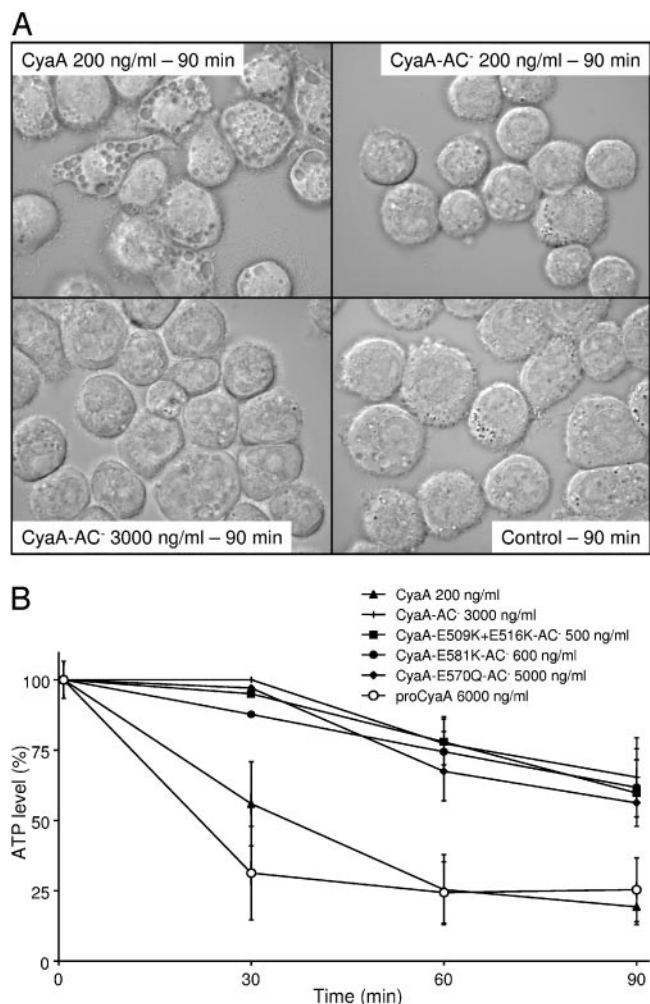 A
CyaA 200 ng/ml – 90 min
CyaA-AC⁻ 200 ng/ml – 90 min
CyaA-AC⁻ 3000 ng/ml – 90 min
Control – 90 min
B
CyaA 200 ng/ml
CyaA-AC⁻ 3000 ng/ml
CyaA-E509K+E516K-AC⁻ 500 ng/ml
CyaA-E581K-AC⁻ 600 ng/ml
CyaA-E570Q-AC⁻ 5000 ng/ml
proCyaA 6000 ng/ml
ATP level (%)
100
75
50
25
0
0 30 60 90
Time (min)